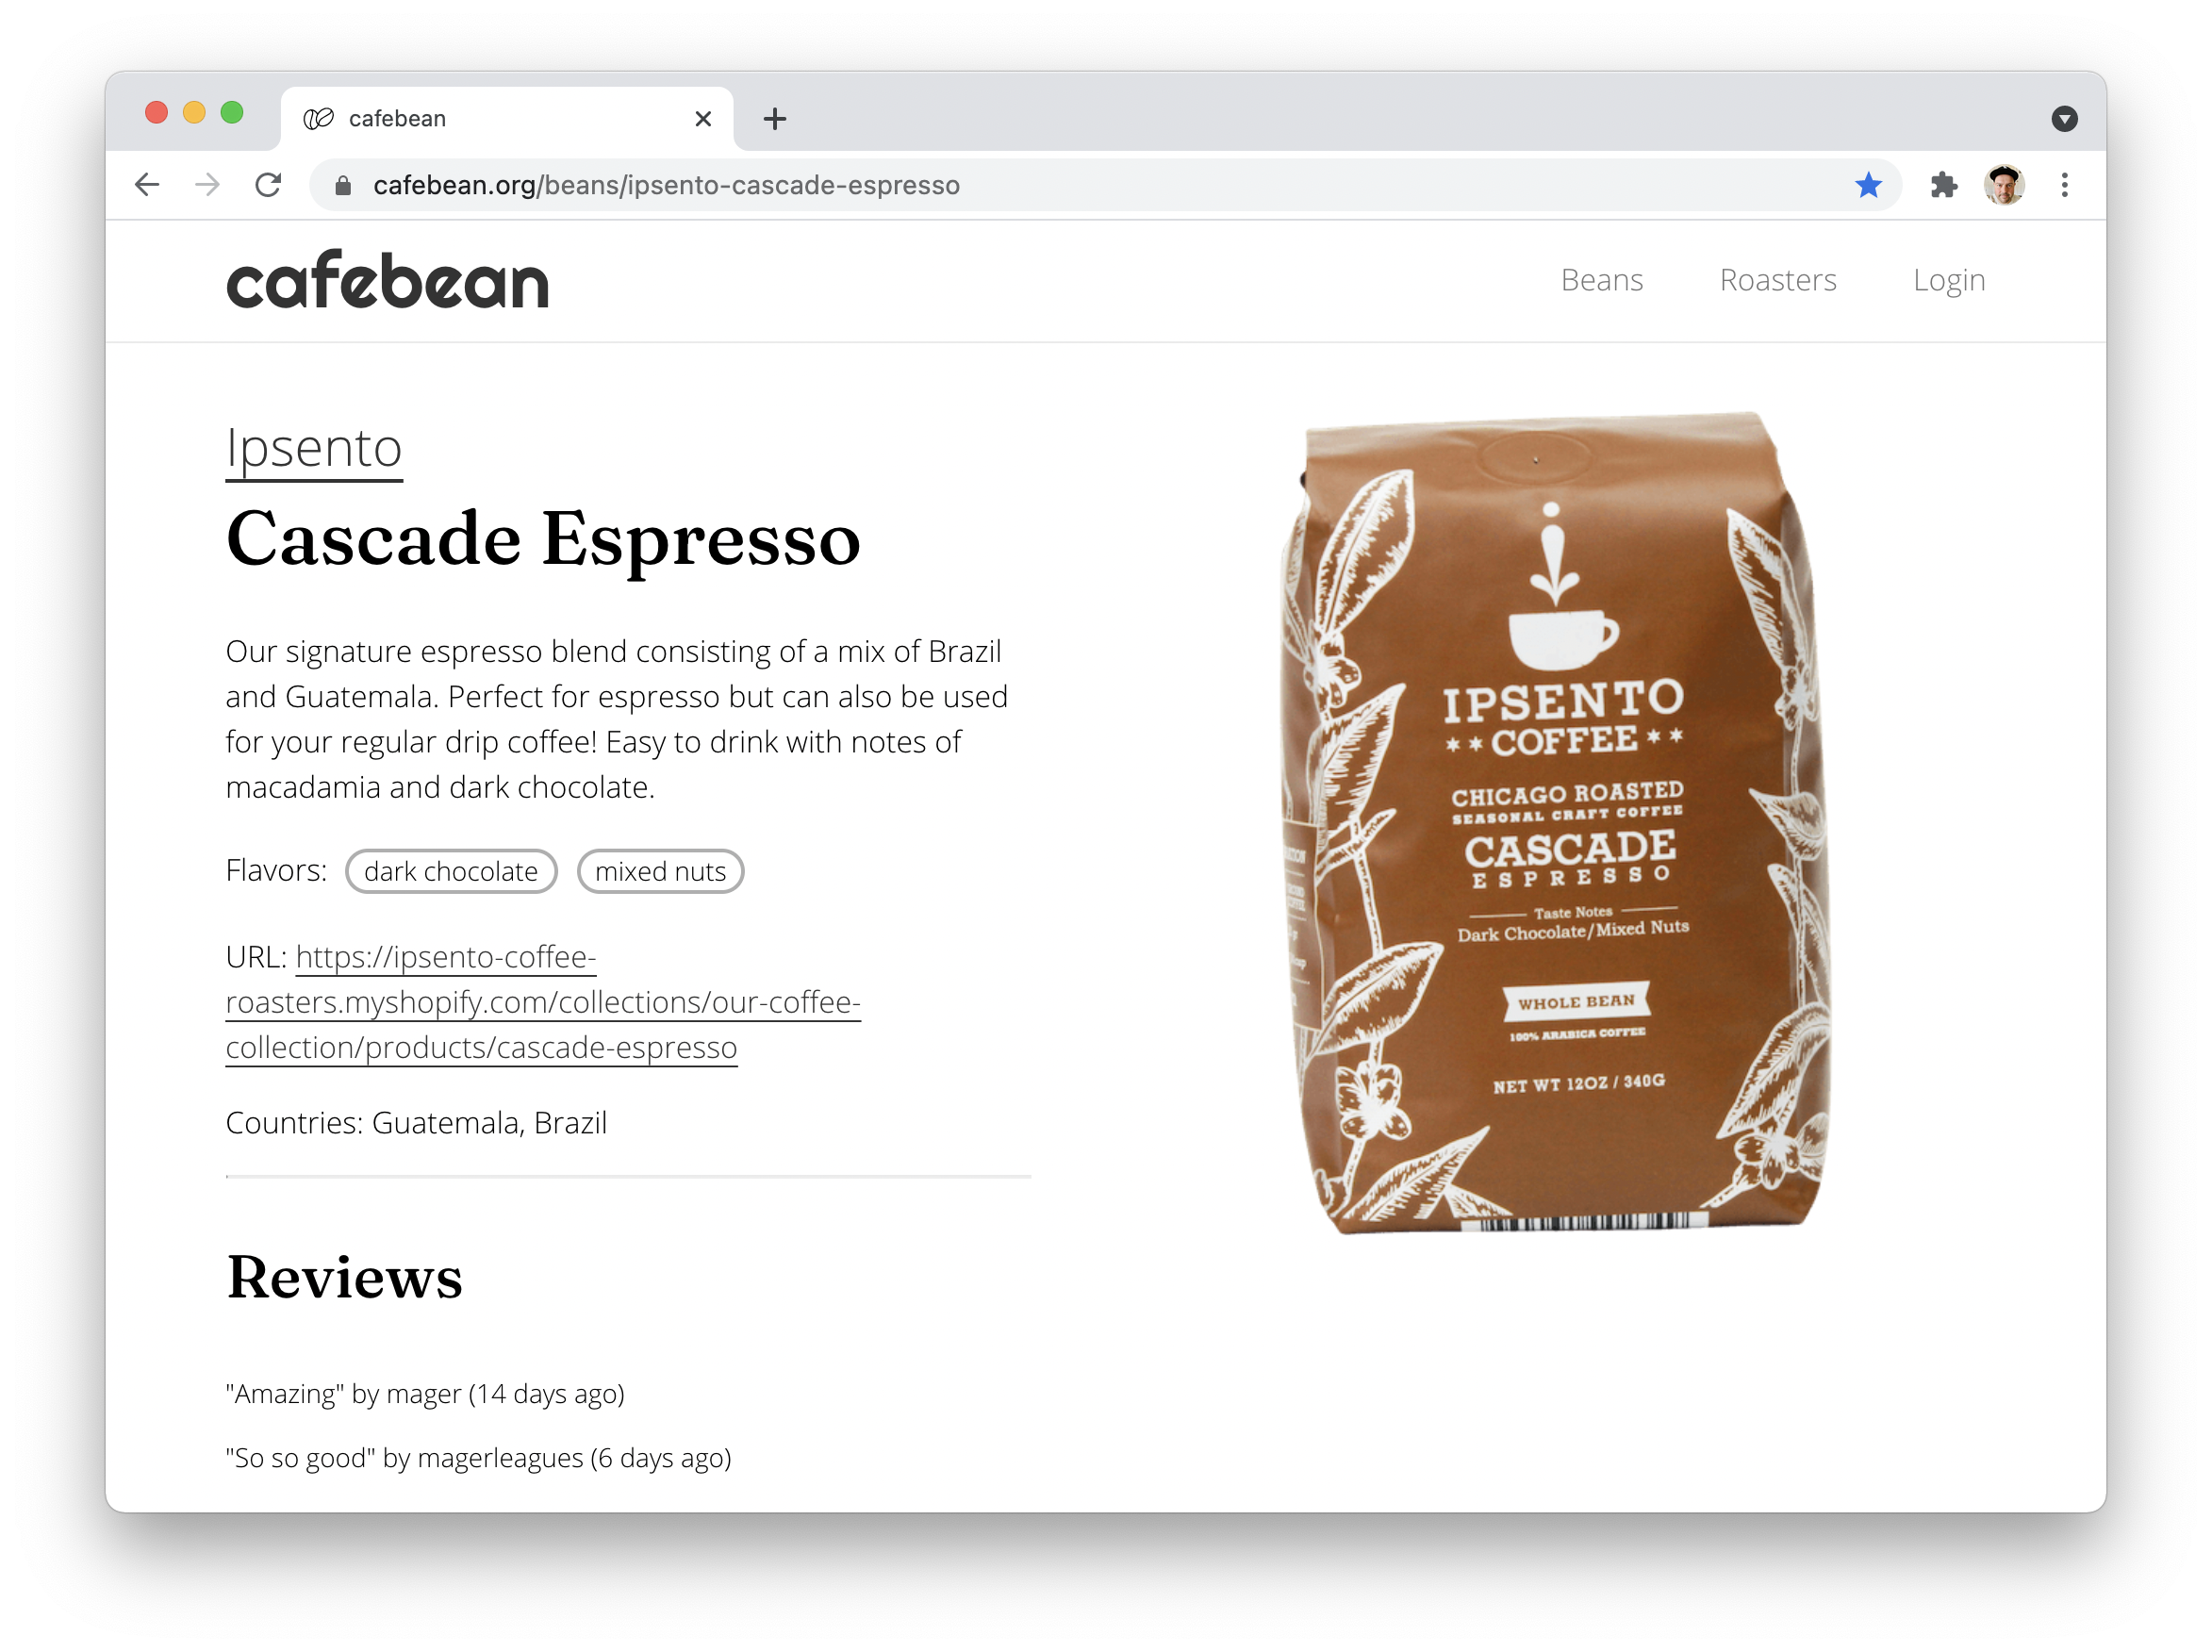 cafebean
cafebean.org/beans/ipsento-cascade-espresso
cafebean
Beans Roasters Login
Ipsento
Cascade Espresso
Our signature espresso blend consisting of a mix of Brazil
and Guatemala. Perfect for espresso but can also be used
for your regular drip coffee! Easy to drink with notes of
macadamia and dark chocolate.
Flavors: dark chocolate mixed nuts
URL: https://ipsento-coffee-
roasters.myshopify.com/collections/our-coffee-
collection/products/cascade-espresso
Countries: Guatemala, Brazil
Reviews
"Amazing" by mager (14 days ago)
"So so good" by magerleagues (6 days ago)
IPSENTO
COFFEE
CHICAGO ROASTED
SEASONAL CRAFT COFFEE
CASCADE
ESPRESSO
Taste Notes
Dark Chocolate/Mixed Nuts
WHOLE BEAN
100% ARABICA COFFEE
NET WT 12OZ / 340G